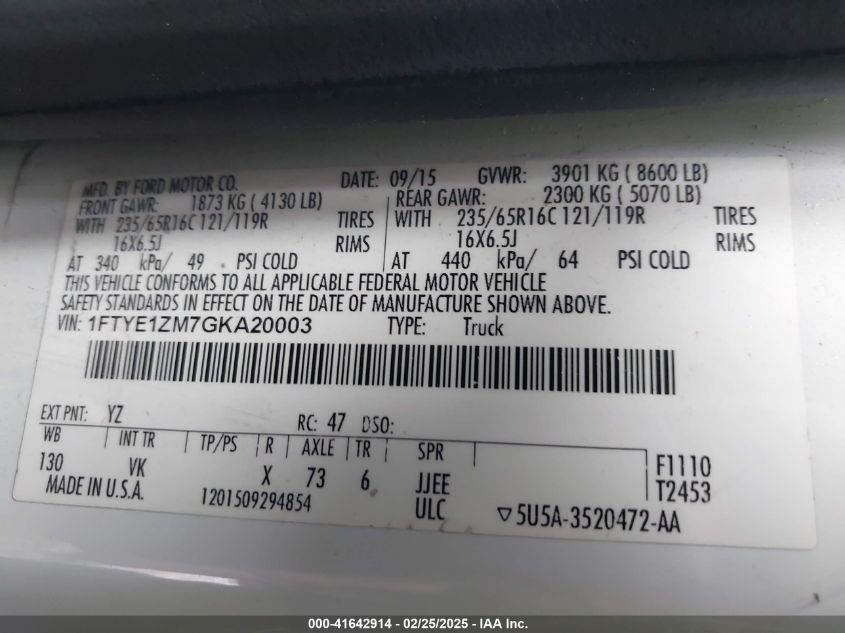 MFD. BY FORD MOTOR CO. DATE: 09/15 GVWR: 3901 KG ( 8600 LB)
FRONT GAWR: 1873 KG ( 4130 LB) REAR GAWR: 2300 KG ( 5070 LB)
WITH 235/65R16C 121/119R TIRES WITH 235/65R16C 121/119R TIRES
16X6.5J RIMS 16X6.5J RIMS
AT 340 kPa/ 49 PSI COLD AT 440 kPa/ 64 PSI COLD
THIS VEHICLE CONFORMS TO ALL APPLICABLE FEDERAL MOTOR VEHICLE
SAFETY STANDARDS IN EFFECT ON THE DATE OF MANUFACTURE SHOWN ABOVE.
VIN: 1FTYE1ZM7GKA20003 TYPE: Truck
EXT PNT: YZ RC: 47 DSO:
WB INT TR TP/PS R AXLE TR SPR
130 VK X 73 6 JJEE F1110
MADE IN U.S.A. 1201509294854 ULC T2453
▽5U5A-3520472-AA
000-41642914 - 02/25/2025 - IAAI Inc.